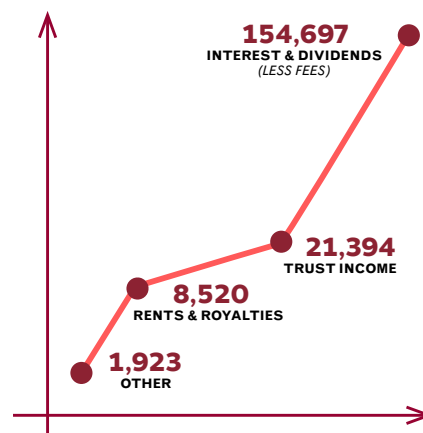 154,697
INTEREST & DIVIDENDS
(LESS FEES)
21,394
TRUST INCOME
8,520
RENTS & ROYALTIES
1,923
OTHER